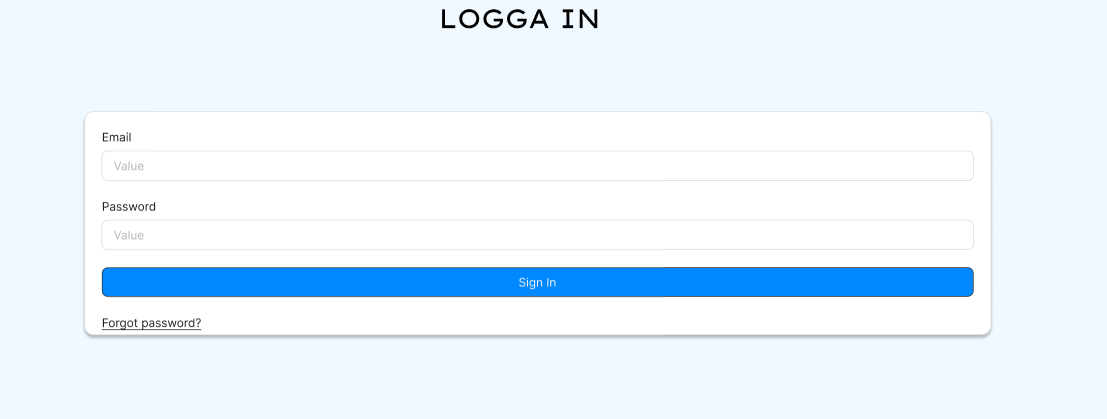 LOGGA IN
Email
Value
Password
Value
Sign In
Forgot password?